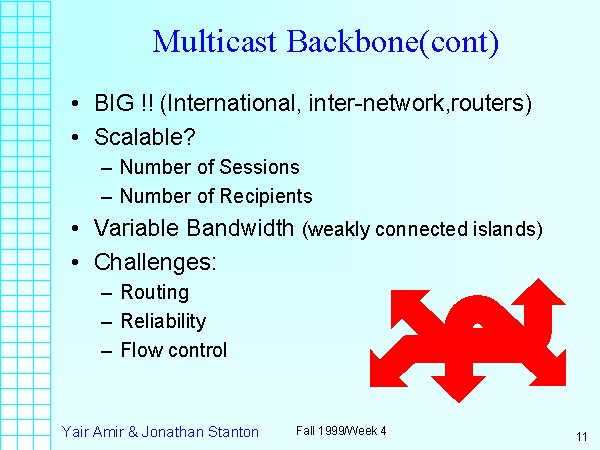 Multicast Backbone(cont)
• BIG !! (International, inter-network,routers)
• Scalable?
– Number of Sessions
– Number of Recipients
• Variable Bandwidth (weakly connected islands)
• Challenges:
– Routing
– Reliability
– Flow control
Yair Amir & Jonathan Stanton
Fall 1999/Week 4
11